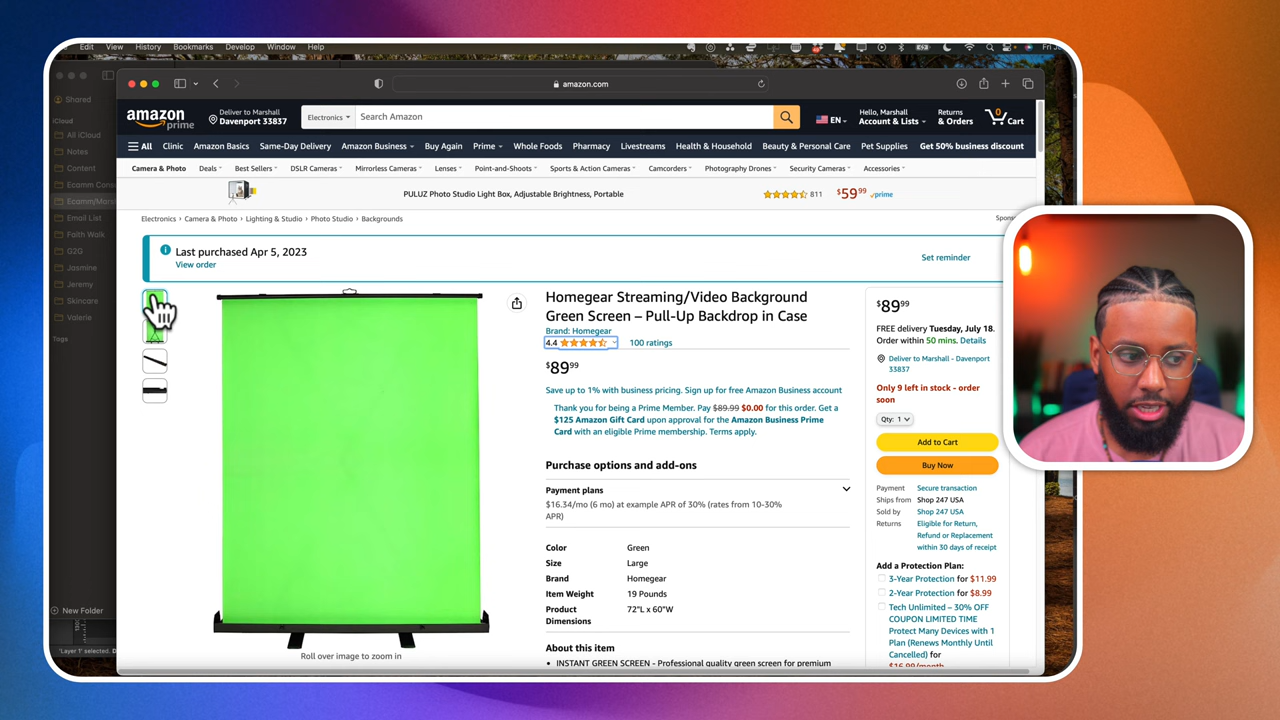 Edit View History Bookmarks Develop Window Help
Shared
iCloud
All iCloud
Notes
Content
Ecamm
Email List
Faith Walk
G2G
Jasmine
Jeremy
Skincare
Valerie
Tags
New Folder
'Layer 1' selected.
amazon.com
amazon prime
Deliver to Marshall
Davenport 33837
Electronics
Search Amazon
EN
Hello, Marshall
Account & Lists
Returns
& Orders
0
Cart
All Clinic Amazon Basics Same-Day Delivery Amazon Business Buy Again Prime Whole Foods Pharmacy Livestreams Health & Household Beauty & Personal Care Pet Supplies Get 50% business discount
Camera & Photo Deals Best Sellers DSLR Cameras Mirrorless Cameras Lenses Point-and-Shoots Sports & Action Cameras Camcorders Photography Drones Security Cameras Accessories
PULUZ Photo Studio Light Box, Adjustable Brightness, Portable
811
$5999
prime
Electronics › Camera & Photo › Lighting & Studio › Photo Studio › Backgrounds
Last purchased Apr 5, 2023
View order
Set reminder
Roll over image to zoom in
Homegear Streaming/Video Background
Green Screen – Pull-Up Backdrop in Case
Brand: Homegear
4.4
100 ratings
$8999
Save up to 1% with business pricing. Sign up for free Amazon Business account
Thank you for being a Prime Member. Pay $89.99 $0.00 for this order. Get a
$125 Amazon Gift Card upon approval for the Amazon Business Prime
Card with an eligible Prime membership. Terms apply.
Purchase options and add-ons
Payment plans
$16.34/mo (6 mo) at example APR of 30% (rates from 10-30%
APR)
Color Green
Size Large
Brand Homegear
Item Weight 19 Pounds
Product 72"L x 60"W
Dimensions
About this item
• INSTANT GREEN SCREEN - Professional quality green screen for premium
$8999
FREE delivery Tuesday, July 18.
Order within 50 mins. Details
Deliver to Marshall - Davenport
33837
Only 9 left in stock - order
soon
Qty: 1
Add to Cart
Buy Now
Payment Secure transaction
Ships from Shop 247 USA
Sold by Shop 247 USA
Returns Eligible for Return,
Refund or Replacement
within 30 days of receipt
Add a Protection Plan:
3-Year Protection for $11.99
2-Year Protection for $8.99
Tech Unlimited – 30% OFF
COUPON LIMITED TIME
Protect Many Devices with 1
Plan (Renews Monthly Until
Cancelled) for
$16.99/month